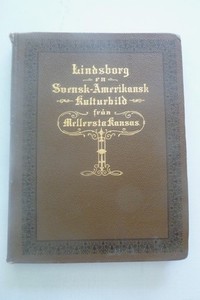 Lindsborg
en
Svensk-Amerikansk
Kulturbild
från
Mellersta Kansas